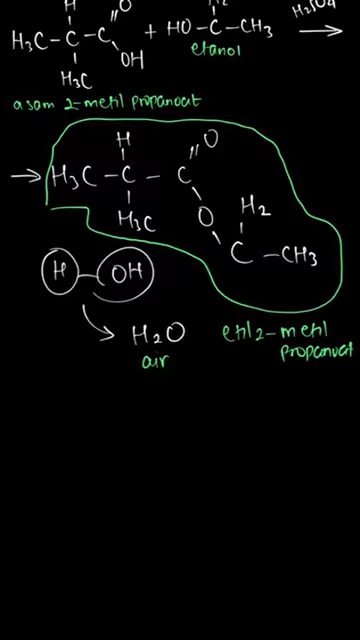 H O H₂ H₂SO₄
H₃C - C - C + HO - C - CH₃ →
H₃C OH etanol
asam 2-metil propanoat
H O
→ H₃C - C - C
H₃C O H₂
C - CH₃
H - OH
H₂O etil 2-metil
air propanoat